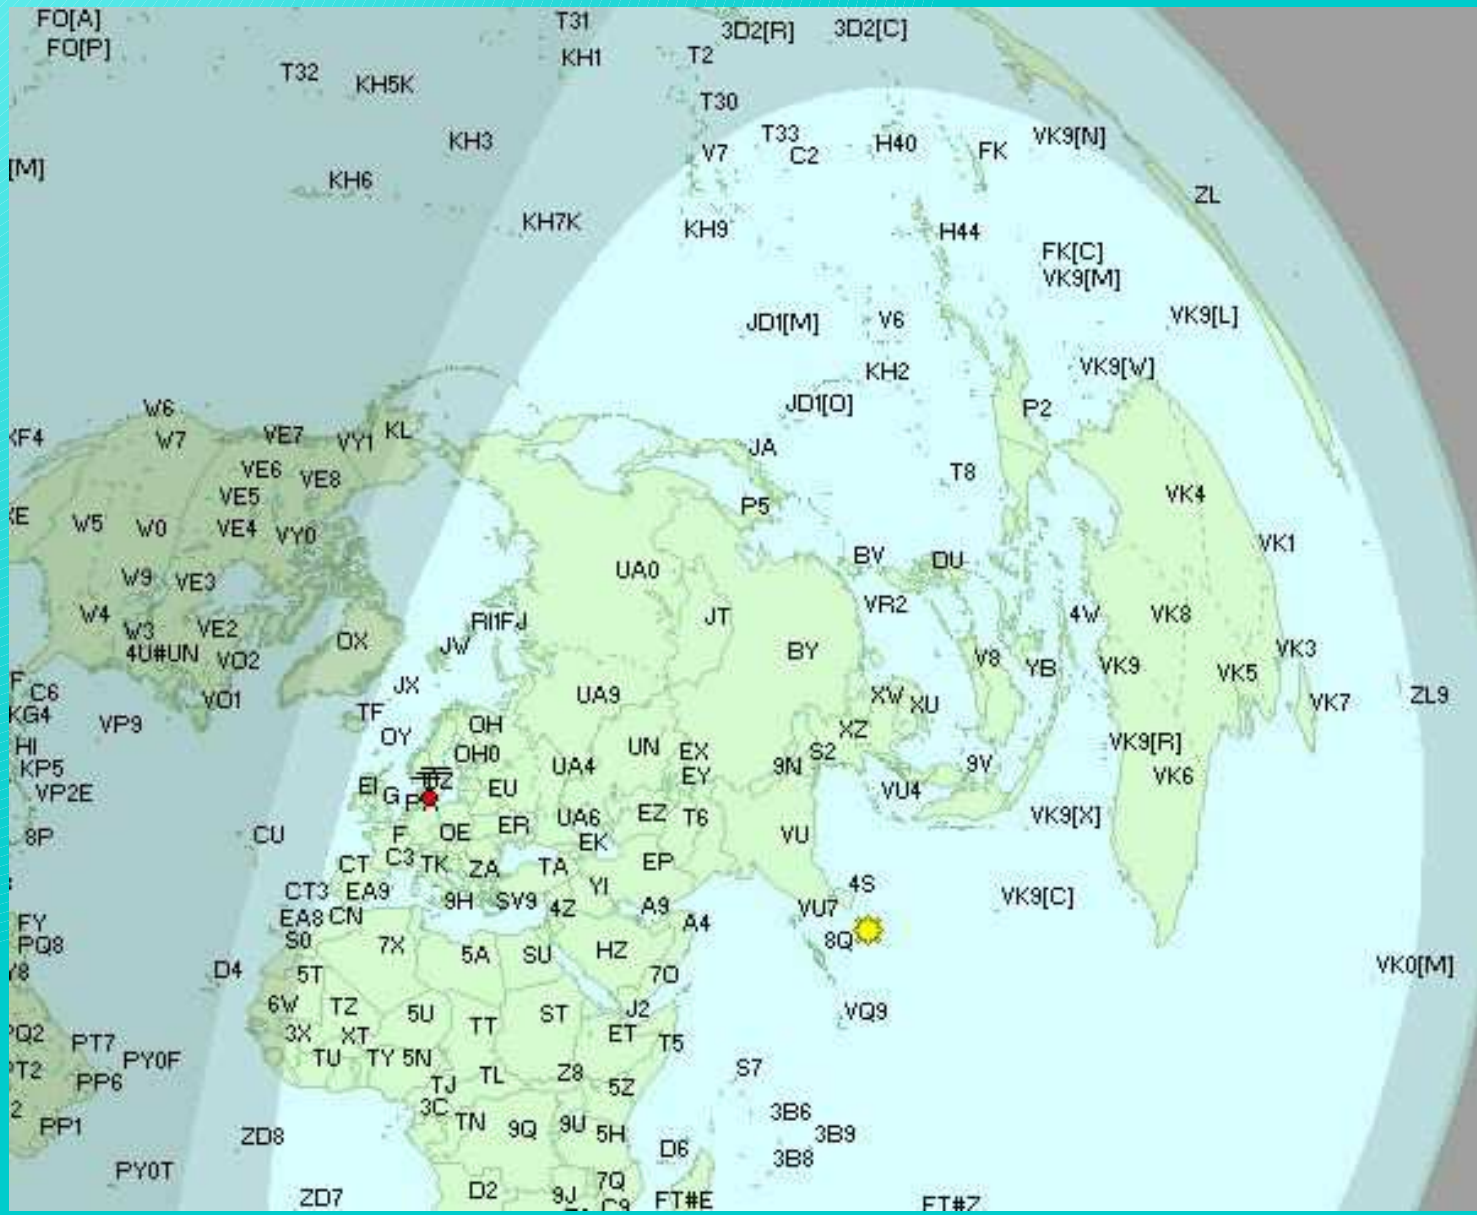 FO[A]
FO[P]
T31
KH1
T2
3D2[R]
3D2[C]
T32
KH5K
T30
KH3
T33
C2
V7
H40
FK
VK9[N]
[M]
KH6
ZL
KH7K
KH9
H44
FK[C]
VK9[M]
JD1[M]
V6
VK9[L]
KH2
VK9[W]
JD1[O]
P2
W6
W7
VE7
VY1
KL
XF4
JA
VE6
VE8
T8
VE5
VK4
P5
XE
W5
W0
VE4
VY0
VK1
BV
DU
UA0
W9
VE3
VR2
JT
4W
VK8
W4
W3
VE2
RI1FJ
OX
4U#UN
VO2
JW
BY
V8
YB
VK9
VK3
VK5
F
C6
JX
UA9
XW
XU
VK7
ZL9
KG4
VP9
VO1
TF
OH
OY
XZ
VK9[R]
HI
OH0
UN
EX
S2
KP5
UA4
EY
9N
9V
VK6
VP2E
EI
G
EU
VU4
8P
CU
F
OE
ER
UA6
EZ
T6
VU
VK9[X]
EK
CT
C3
TK
ZA
TA
EP
CT3
EA9
YI
4S
9H
SV9
4Z
A9
VU7
VK9[C]
FY
EA8
CN
A4
PQ8
S0
7X
5A
SU
HZ
8Q
Y8
D4
5T
7O
VK0[M]
6W
TZ
5U
TT
ST
J2
VQ9
PQ2
3X
XT
ET
PT7
PY0F
TU
TY
5N
T5
PT2
PP6
TJ
TL
Z8
5Z
S7
2
PP1
3C
TN
9Q
9U
5H
3B6
3B9
ZD8
D6
3B8
PY0T
ZD7
D2
9J
7Q
C9
FT#E
FT#Z